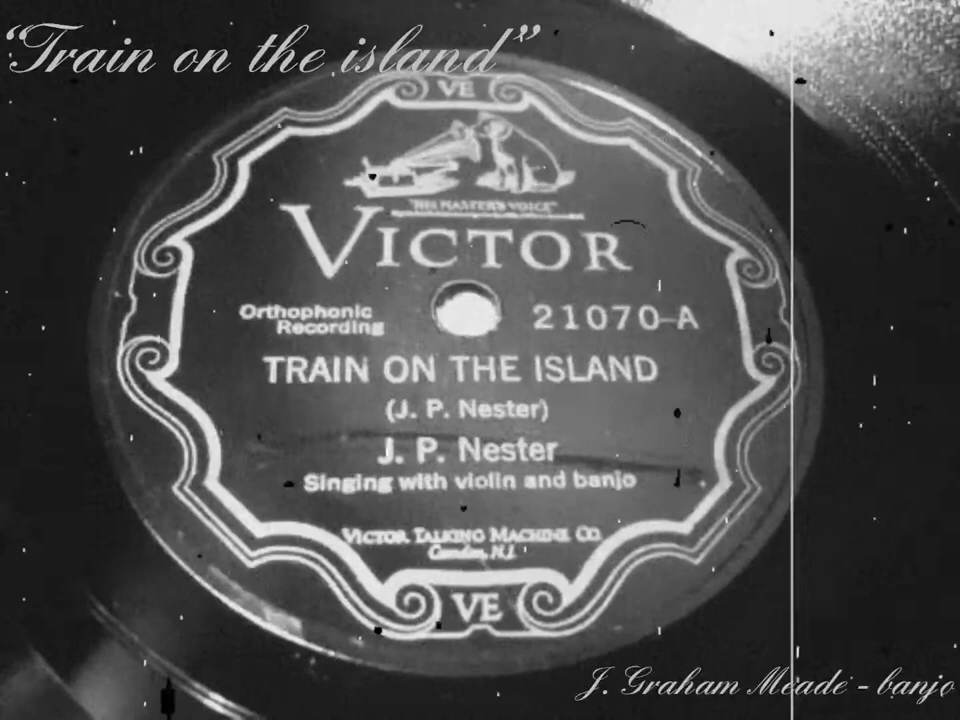 “Train on the island”
VE
"HIS MASTER'S VOICE"
VICTOR
Orthophonic
Recording
21070-A
TRAIN ON THE ISLAND
(J. P. Nester)
J. P. Nester
Singing with violin and banjo
VICTOR TALKING MACHINE CO.
Camden, N.J.
VE
J. Graham Meade - banjo